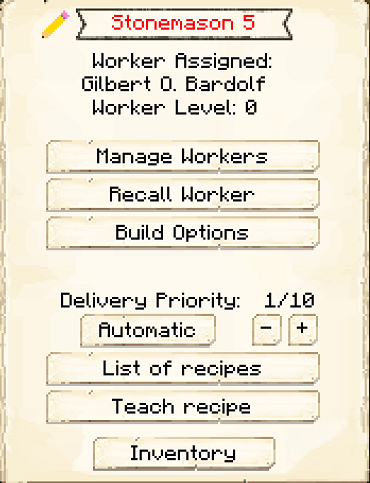 Stonemason 5
Worker Assigned:
Gilbert O. Bardolf
Worker Level: 0
Manage Workers
Recall Worker
Build Options
Delivery Priority: 1/10
Automatic - +
List of recipes
Teach recipe
Inventory